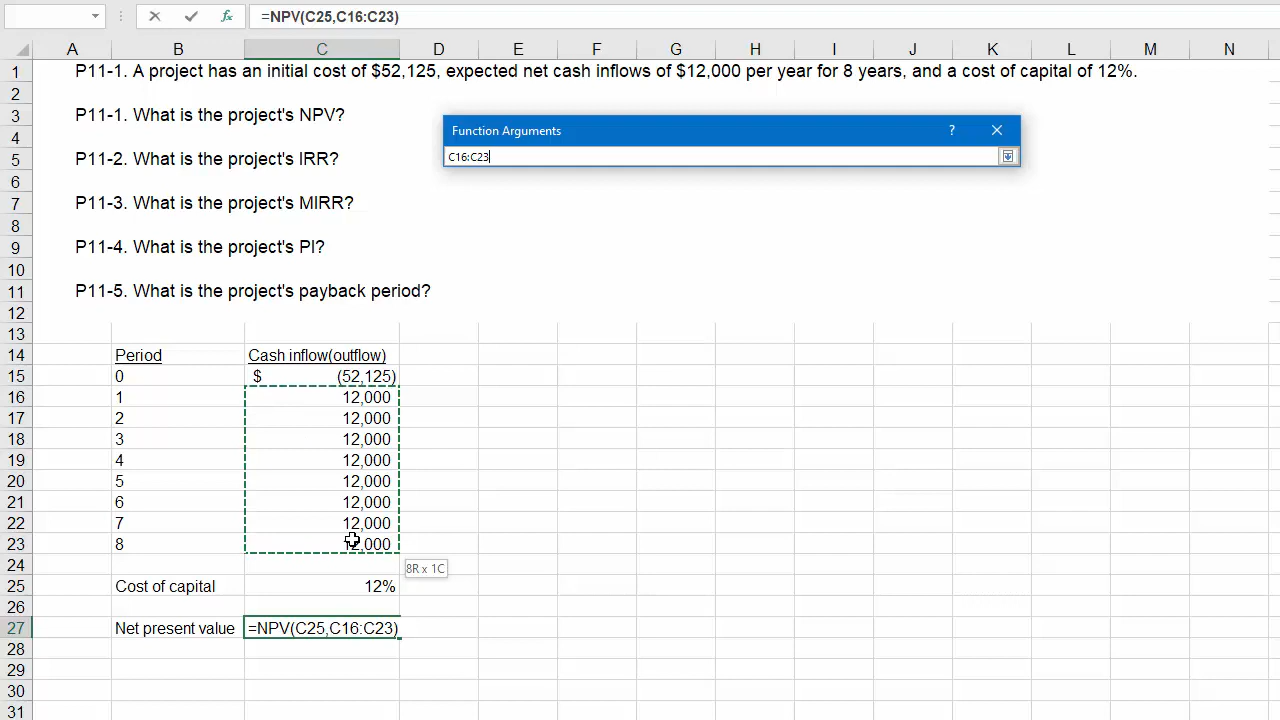 =NPV(C25,C16:C23)
A B C D E F G H I J K L M N
1 P11-1. A project has an initial cost of $52,125, expected net cash inflows of $12,000 per year for 8 years, and a cost of capital of 12%.
2
3 P11-1. What is the project's NPV?
Function Arguments ? ×
4
C16:C23
5 P11-2. What is the project's IRR?
6
7 P11-3. What is the project's MIRR?
8
9 P11-4. What is the project's PI?
10
11 P11-5. What is the project's payback period?
12
13
14 Period Cash inflow(outflow)
15 0 $ (52,125)
16 1 12,000
17 2 12,000
18 3 12,000
19 4 12,000
20 5 12,000
21 6 12,000
22 7 12,000
23 8 12,000
24 8R x 1C
25 Cost of capital 12%
26
27 Net present value =NPV(C25,C16:C23)
28
29
30
31